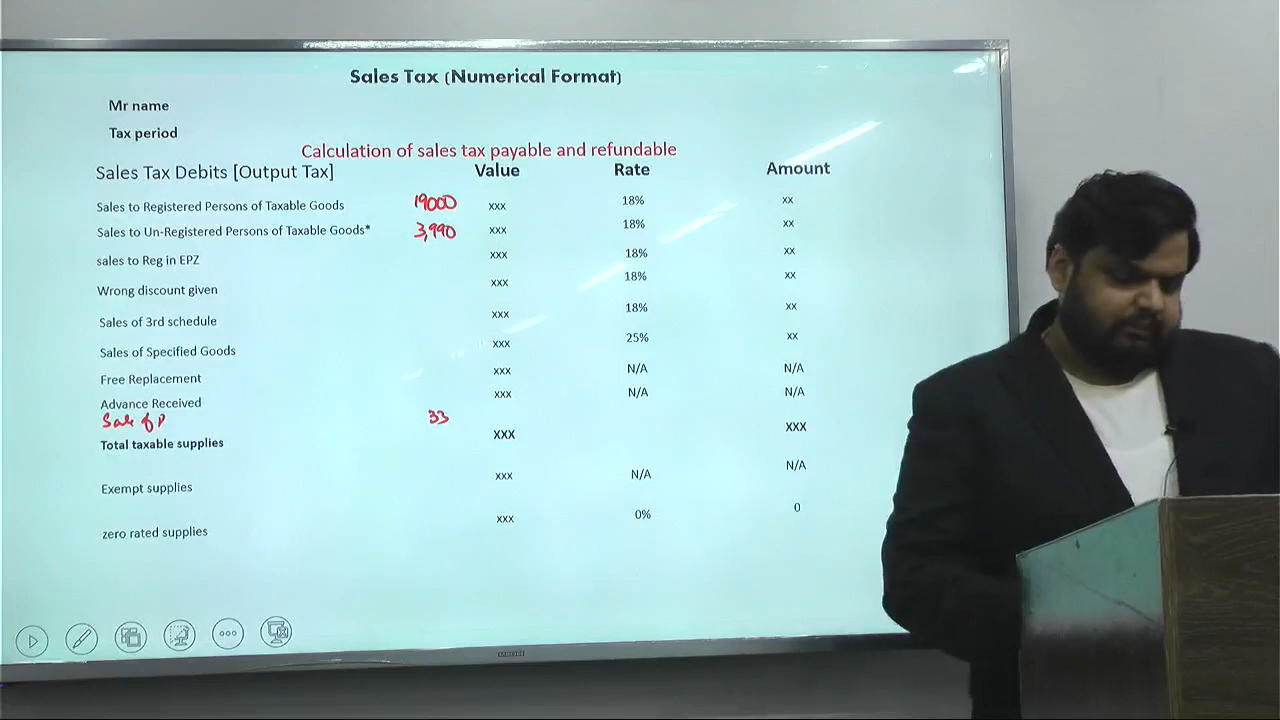 Sales Tax (Numerical Format)
Mr name
Tax period
Calculation of sales tax payable and refundable
Sales Tax Debits [Output Tax] Value Rate Amount
Sales to Registered Persons of Taxable Goods 19000 xxx 18% xx
Sales to Un-Registered Persons of Taxable Goods* 3,990 xxx 18% xx
sales to Reg in EPZ xxx 18% xx
Wrong discount given xxx 18% xx
Sales of 3rd schedule xxx 18% xx
Sales of Specified Goods xxx 25% xx
Free Replacement xxx N/A N/A
Advance Received xxx N/A N/A
Sale of P 33
Total taxable supplies XXX XXX
Exempt supplies xxx N/A N/A
zero rated supplies xxx 0% 0
SAMSUNG